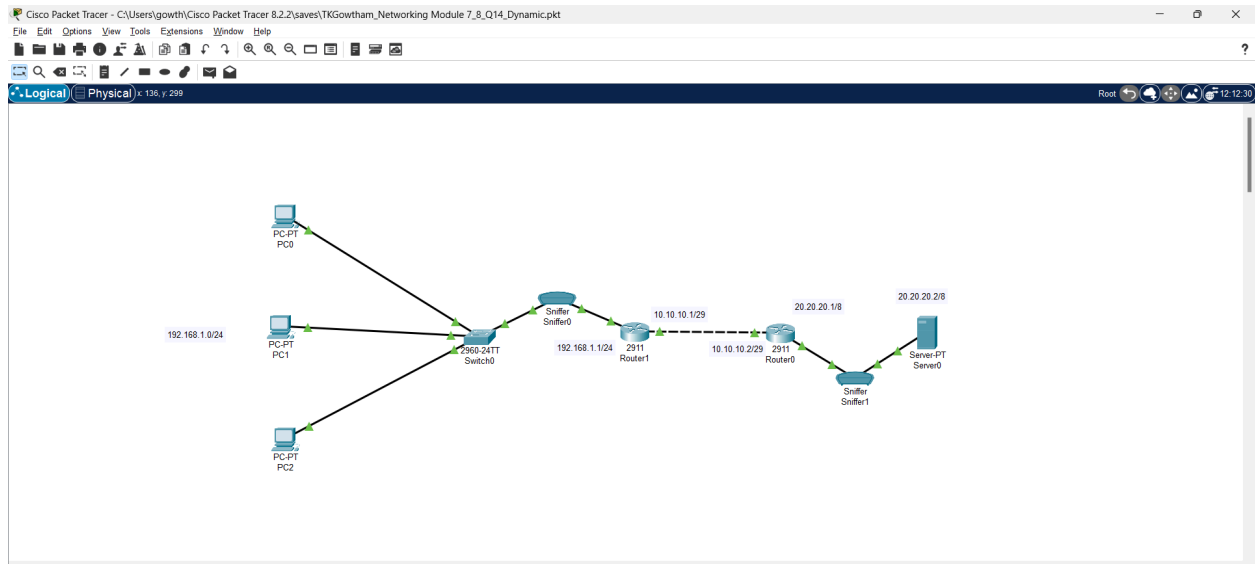 Cisco Packet Tracer - C:\Users\gowth\Cisco Packet Tracer 8.2.2\saves\TKGowtham_Networking Module 7_8_Q14_Dynamic.pkt
File Edit Options View Tools Extensions Window Help
?
Logical Physical x: 136, y: 299 Root 12:12:30
PC-PT
PC0
192.168.1.0/24
PC-PT
PC1
PC-PT
PC2
2960-24TT
Switch0
Sniffer
Sniffer0
192.168.1.1/24
2911
Router1
10.10.10.1/29
10.10.10.2/29
2911
Router0
20.20.20.1/8
Sniffer
Sniffer1
20.20.20.2/8
Server-PT
Server0